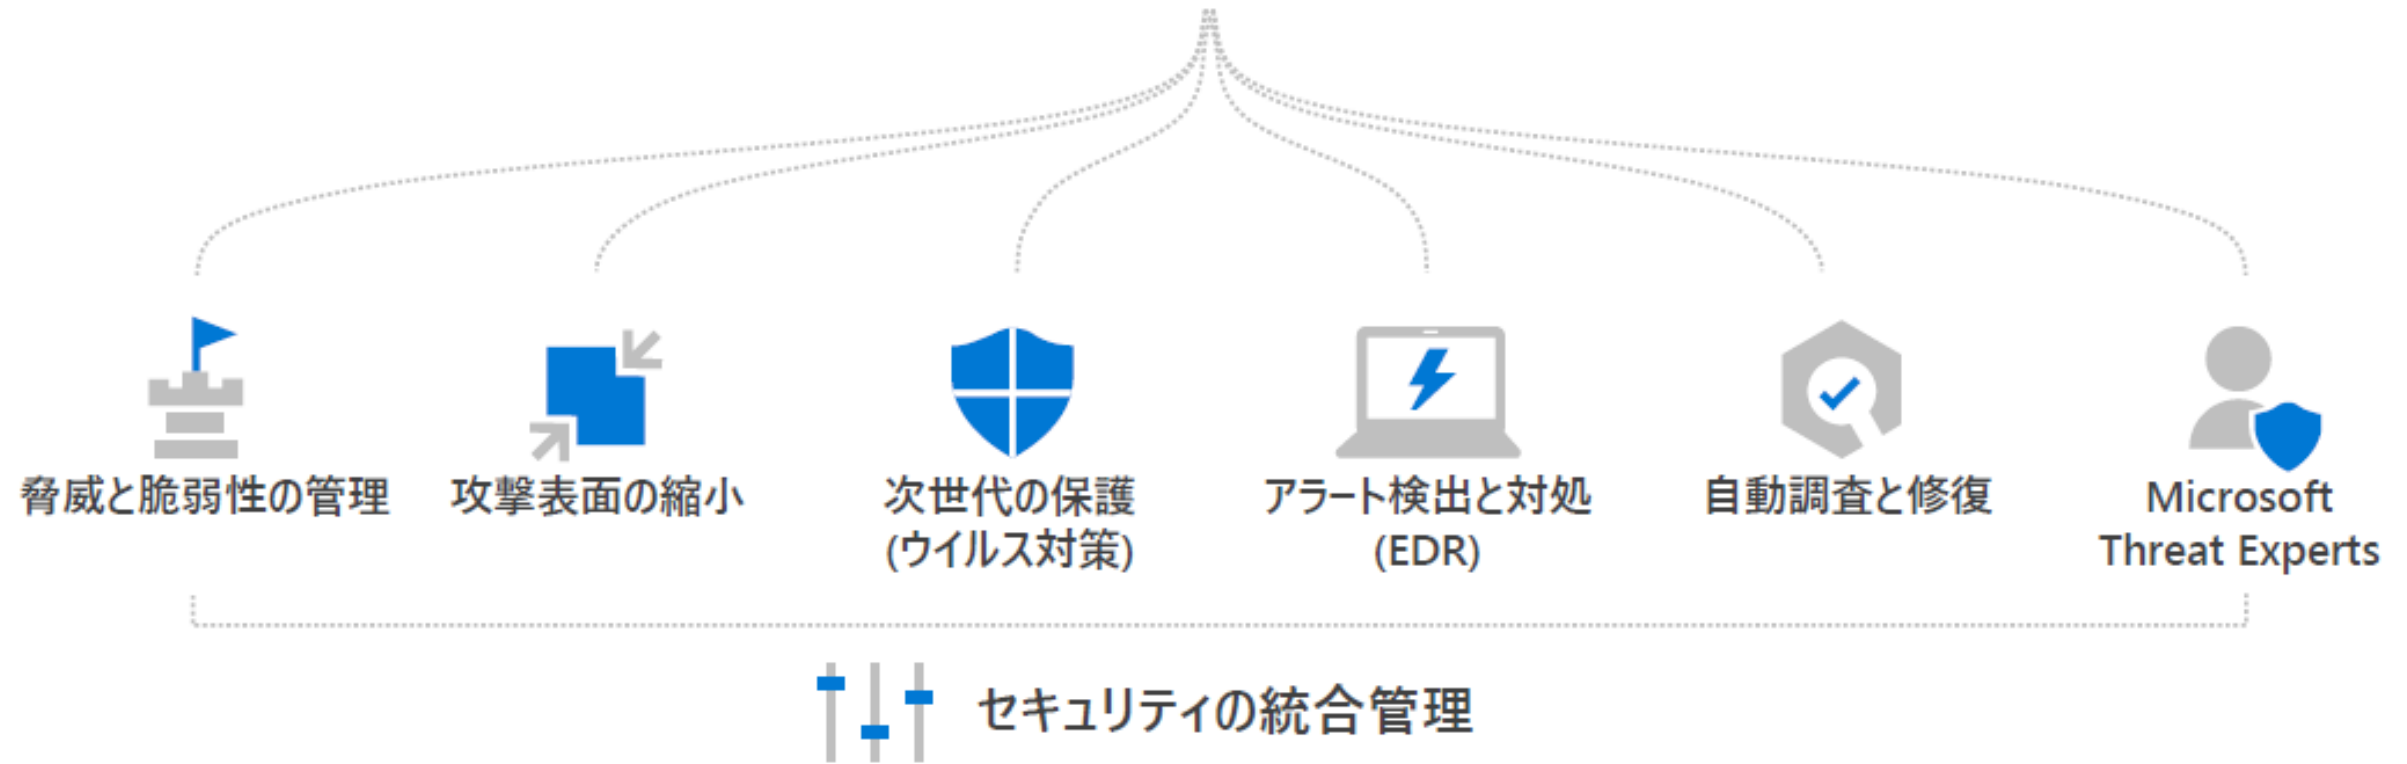 脅威と脆弱性の管理
攻撃表面の縮小
次世代の保護
(ウイルス対策)
アラート検出と対処
(EDR)
自動調査と修復
Microsoft
Threat Experts
セキュリティの統合管理